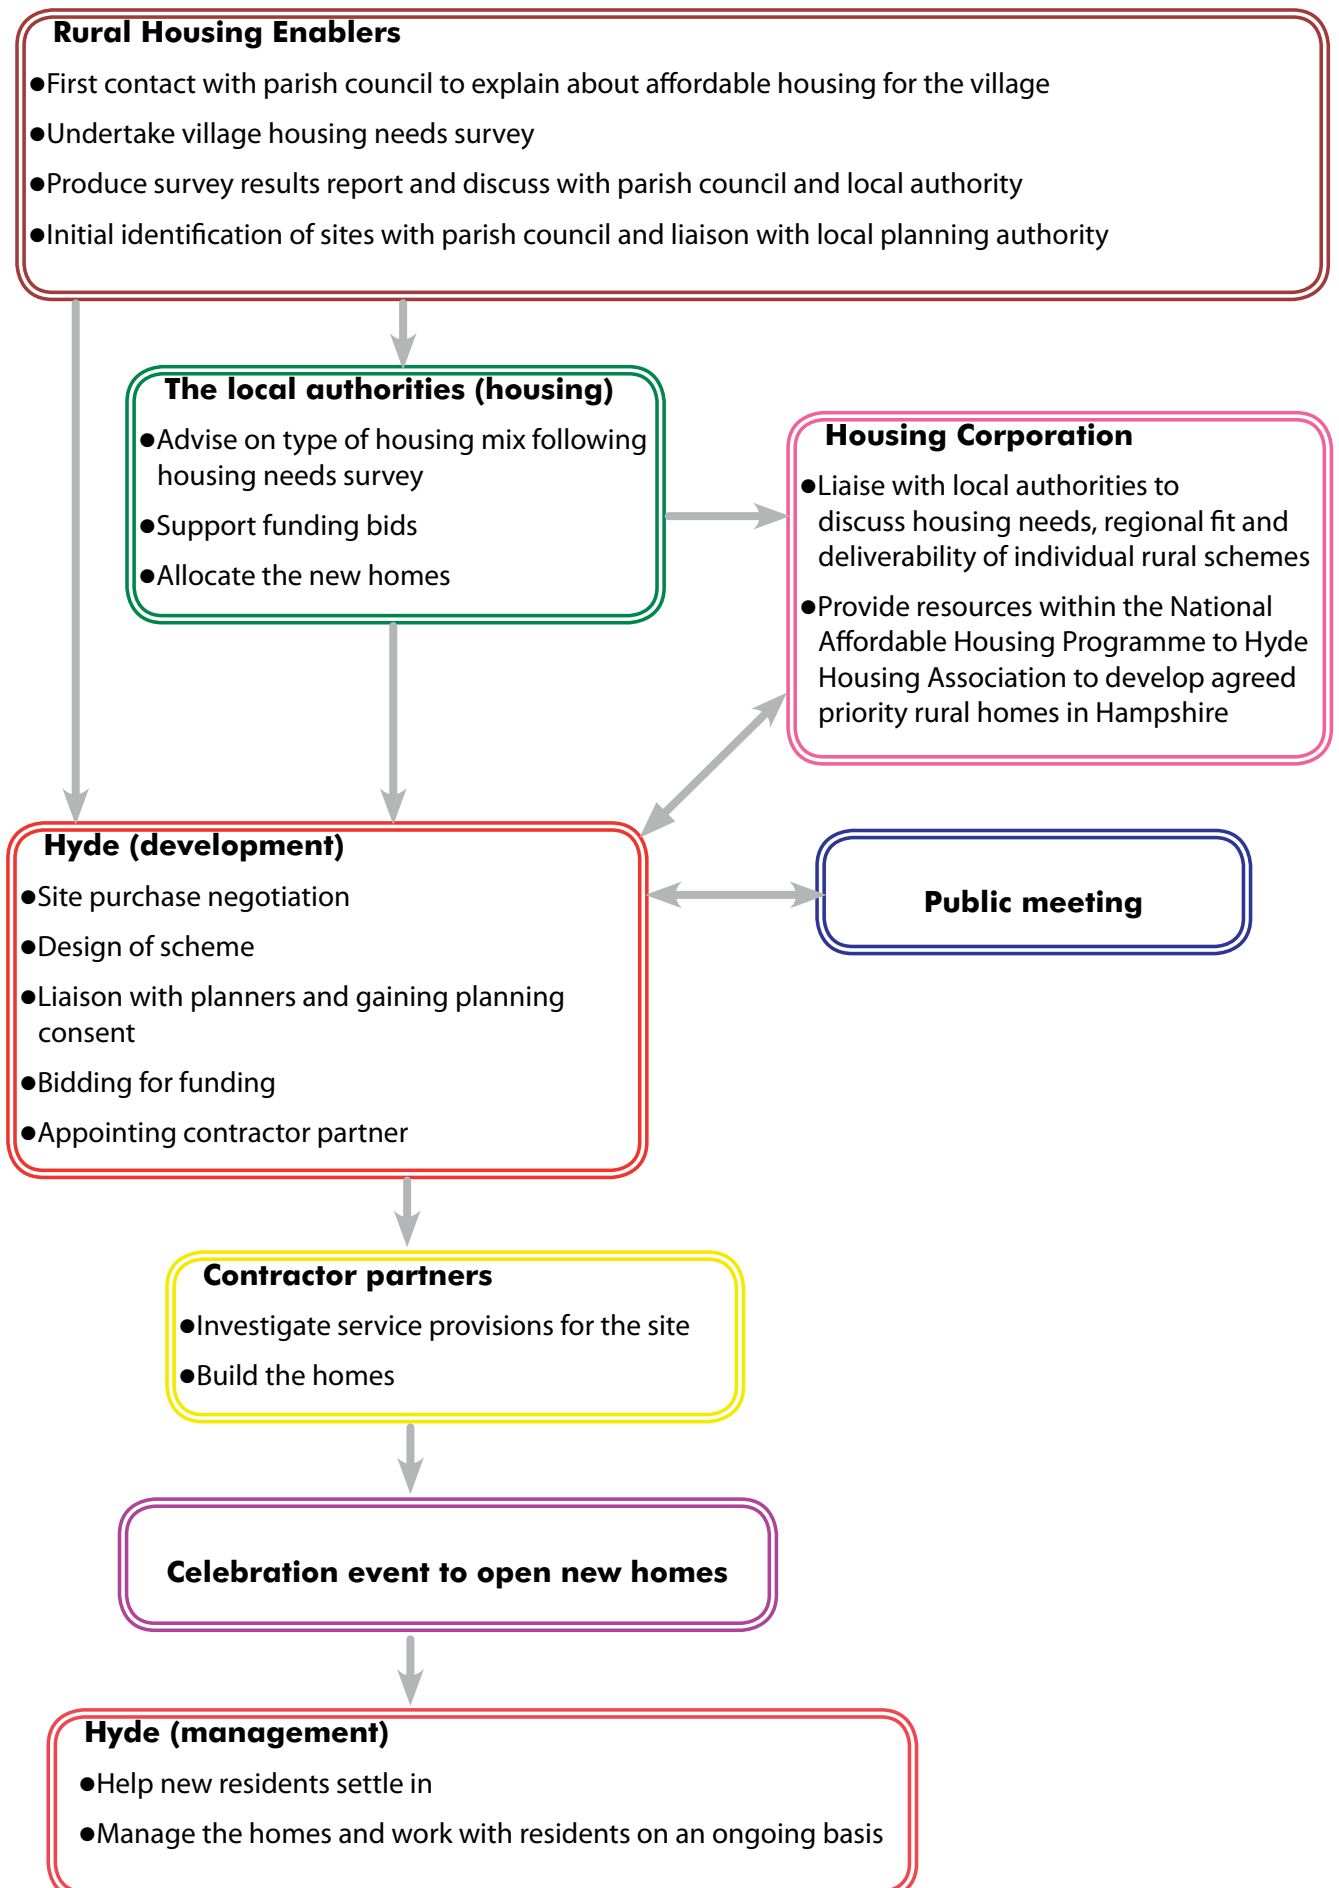 Rural Housing Enablers
●First contact with parish council to explain about affordable housing for the village
●Undertake village housing needs survey
●Produce survey results report and discuss with parish council and local authority
●Initial identification of sites with parish council and liaison with local planning authority
The local authorities (housing)
●Advise on type of housing mix following
housing needs survey
●Support funding bids
●Allocate the new homes
Housing Corporation
●Liaise with local authorities to
discuss housing needs, regional fit and
deliverability of individual rural schemes
●Provide resources within the National
Affordable Housing Programme to Hyde
Housing Association to develop agreed
priority rural homes in Hampshire
Hyde (development)
●Site purchase negotiation
●Design of scheme
●Liaison with planners and gaining planning
consent
●Bidding for funding
●Appointing contractor partner
Public meeting
Contractor partners
●Investigate service provisions for the site
●Build the homes
Celebration event to open new homes
Hyde (management)
●Help new residents settle in
●Manage the homes and work with residents on an ongoing basis